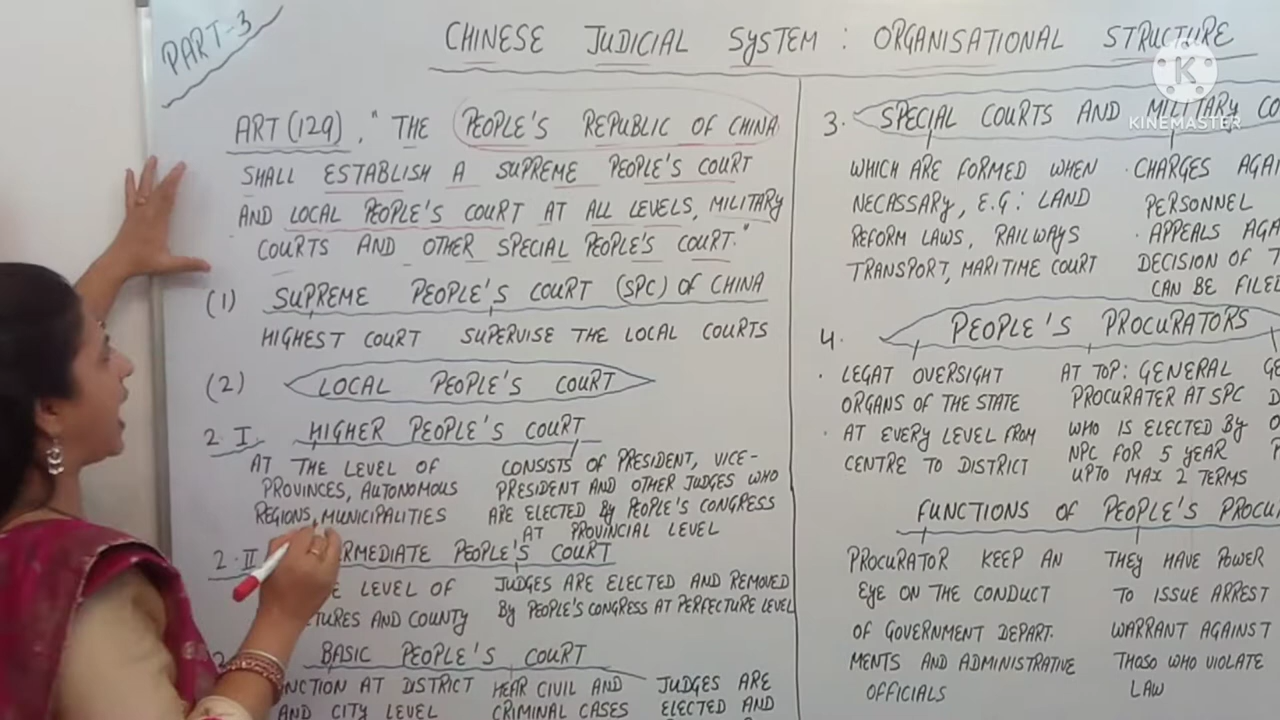 PART-3
CHINESE JUDICIAL SYSTEM : ORGANISATIONAL STRUCTURE
ART(129), "THE PEOPLE'S REPUBLIC OF CHINA
SHALL ESTABLISH A SUPREME PEOPLE'S COURT
AND LOCAL PEOPLE'S COURT AT ALL LEVELS, MILITARY
COURTS AND OTHER SPECIAL PEOPLE'S COURT."
(1) SUPREME PEOPLE'S COURT (SPC) OF CHINA
HIGHEST COURT SUPERVISE THE LOCAL COURTS
(2) LOCAL PEOPLE'S COURT
2.I HIGHER PEOPLE'S COURT
AT THE LEVEL OF
PROVINCES, AUTONOMOUS
REGIONS, MUNICIPALITIES
CONSISTS OF PRESIDENT, VICE-
PRESIDENT AND OTHER JUDGES WHO
ARE ELECTED BY PEOPLE'S CONGRESS
AT PROVINCIAL LEVEL
2.II ERMEDIATE PEOPLE'S COURT
LEVEL OF
TURES AND COUNTY
JUDGES ARE ELECTED AND REMOVED
BY PEOPLE'S CONGRESS AT PERFECTURE LEVEL
2 BASIC PEOPLE'S COURT
NCTION AT DISTRICT
AND CITY LEVEL
HEAR CIVIL AND
CRIMINAL CASES
JUDGES ARE
ELECTED AND
3. SPECIAL COURTS AND MILITARY CO
WHICH ARE FORMED WHEN
NECASSARY, E.G: LAND
REFORM LAWS, RAILWAYS
TRANSPORT, MARITIME COURT
· CHARGES AGAI
PERSONNEL
· APPEALS AGA
DECISION OF T
CAN BE FILE
4. PEOPLE'S PROCURATORS
· LEGAT OVERSIGHT
ORGANS OF THE STATE
· AT EVERY LEVEL FROM
CENTRE TO DISTRICT
AT TOP: GENERAL
PROCURATER AT SPC
WHO IS ELECTED BY
NPC FOR 5 YEAR
UPTO MAX 2 TERMS
GE
D
O
FUNCTIONS OF PEOPLE'S PROCU
PROCURATOR KEEP AN
EYE ON THE CONDUCT
OF GOVERNMENT DEPART.
MENTS AND ADMINISTRATIVE
OFFICIALS
THEY HAVE POWER
TO ISSUE ARREST
WARRANT AGAINST
THOSO WHO VIOLATE
LAW
K
KINEMASTER